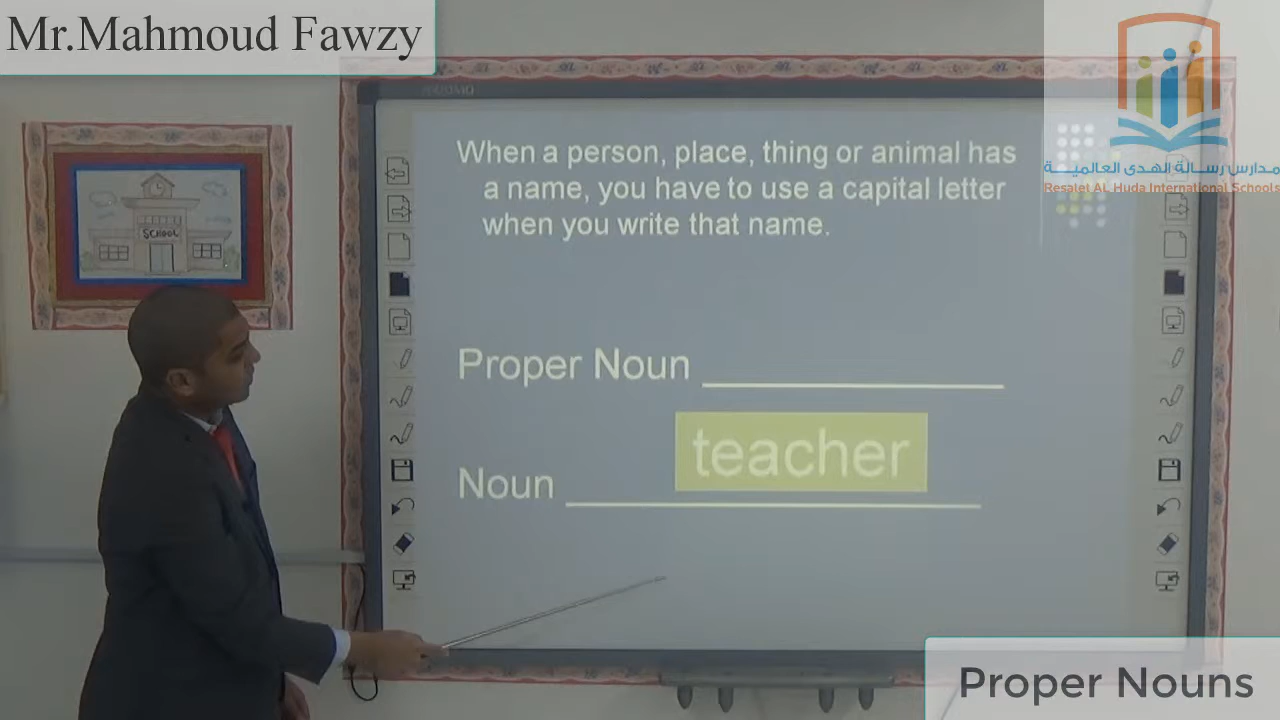 Mr.Mahmoud Fawzy
مدارس رسالة الهدى العالمية
Resalet AL Huda International Schools
SCHOOL
When a person, place, thing or animal has
a name, you have to use a capital letter
when you write that name.
Proper Noun
teacher
Noun
Proper Nouns